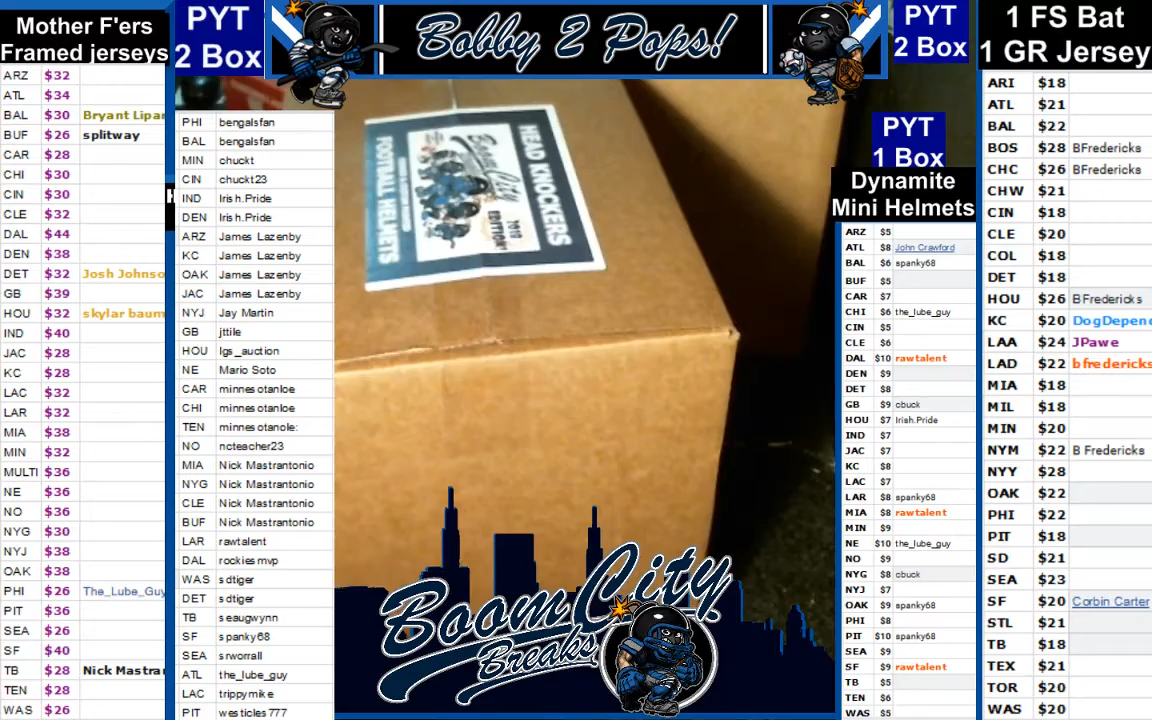 Mother F'ers
Framed jerseys
ARZ $32
ATL $34
BAL $30 Bryant Lipar
BUF $26 splitway
CAR $28
CHI $30
CIN $30
CLE $32
DAL $44
DEN $38
DET $32 Josh Johnso
GB $39
HOU $32 skylar baum
IND $40
JAC $28
KC $28
LAC $32
LAR $32
MIA $38
MIN $32
MULTI $36
NE $36
NO $36
NYG $30
NYJ $38
OAK $38
PHI $26 The_Lube_Guy
PIT $36
SEA $26
SF $40
TB $28 Nick Mastran
TEN $28
WAS $26
PYT
2 Box
PHI bengalsfan
BAL bengalsfan
MIN chuckt
CIN chuckt23
IND Irish.Pride
DEN Irish.Pride
ARZ James Lazenby
KC James Lazenby
OAK James Lazenby
JAC James Lazenby
NYJ Jay Martin
GB jttile
HOU lgs_auction
NE Mario Soto
CAR minnesotanloe
CHI minnesotanloe
TEN minnesotanole:
NO ncteacher23
MIA Nick Mastrantonio
NYG Nick Mastrantonio
CLE Nick Mastrantonio
BUF Nick Mastrantonio
LAR rawtalent
DAL rockiesmvp
WAS sdtiger
DET sdtiger
TB seaugwynn
SF spanky68
SEA srworrall
ATL the_lube_guy
LAC trippymike
PIT westicles777
Bobby 2 Pops!
HEAD KNOCKERS
Boom City
2019
EDITION
FOOTBALL HELMETS
Boom City
Breaks
PYT
2 Box
PYT
1 Box
Dynamite
Mini Helmets
ARZ $5
ATL $8 John Crawford
BAL $6 spanky68
BUF $5
CAR $7
CHI $6 the_lube_guy
CIN $5
CLE $6
DAL $10 rawtalent
DEN $9
DET $8
GB $9 cbuck
HOU $7 Irish.Pride
IND $7
JAC $7
KC $8
LAC $7
LAR $8 spanky68
MIA $8 rawtalent
MIN $9
NE $10 the_lube_guy
NO $9
NYG $8 cbuck
NYJ $7
OAK $9 spanky68
PHI $8
PIT $10 spanky68
SEA $9
SF $9 rawtalent
TB $5
TEN $6
WAS $5
1 FS Bat
1 GR Jersey
ARI $18
ATL $21
BAL $22
BOS $28 BFredericks
CHC $26 BFredericks
CHW $21
CIN $18
CLE $20
COL $18
DET $18
HOU $26 B Fredericks
KC $20 DogDepen
LAA $24 JPawe
LAD $22 bfredericks
MIA $18
MIL $18
MIN $20
NYM $22 B Fredericks
NYY $28
OAK $22
PHI $22
PIT $18
SD $21
SEA $23
SF $20 Corbin Carter
STL $21
TB $18
TEX $21
TOR $20
WAS $20